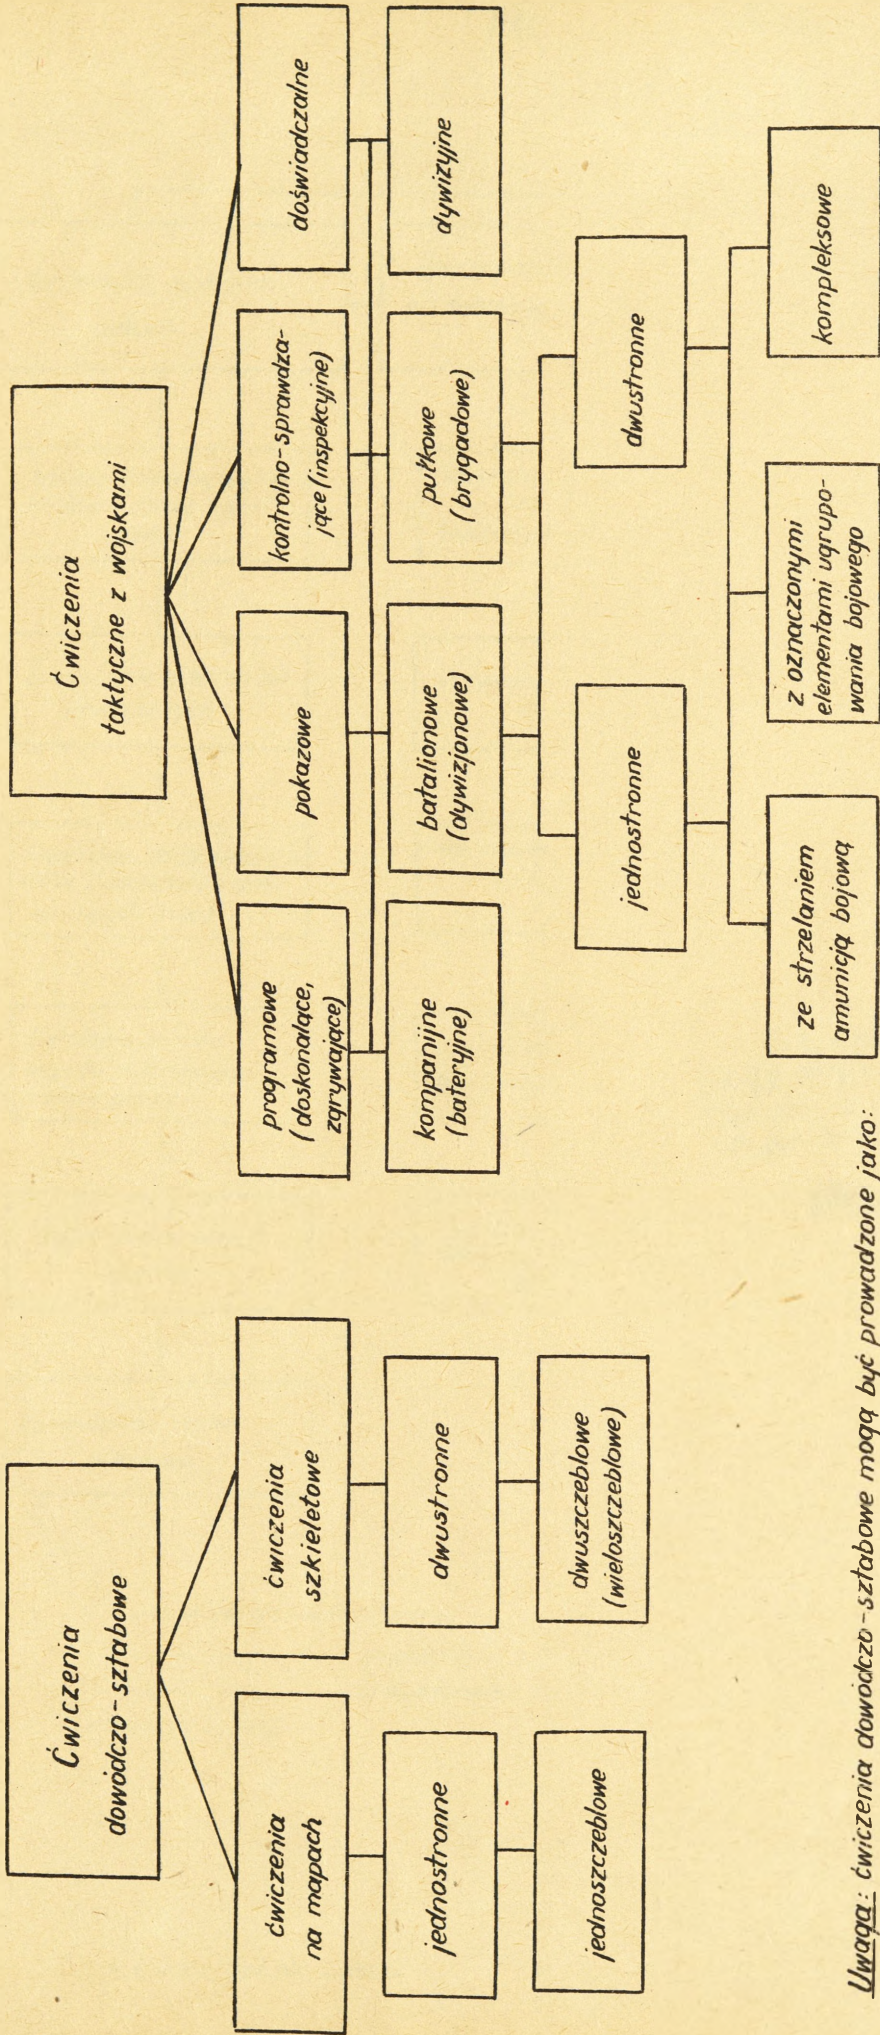 Ćwiczenia
dowódczo-sztabowe
ćwiczenia
na mapach
ćwiczenia
szkieletowe
jednostronne
dwustronne
jednoszczeblowe
dwuszczeblowe
(wieloszczeblowe)
Ćwiczenia
taktyczne z wojskami
programowe
(doskonalące,
zgrywające)
pokazowe
kontrolno-sprawdza-
jące (inspekcyjne)
doświadczalne
kompanijne
(bateryjne)
batalionowe
(dywizjonowe)
pułkowe
(brygadowe)
dywizyjne
jednostronne
dwustronne
ze strzelaniem
amunicją bojową
z oznaczonymi
elementami ugrupo-
wania bojowego
kompleksowe
Uwaga: ćwiczenia dowódczo-sztabowe mogą być prowadzone jako: